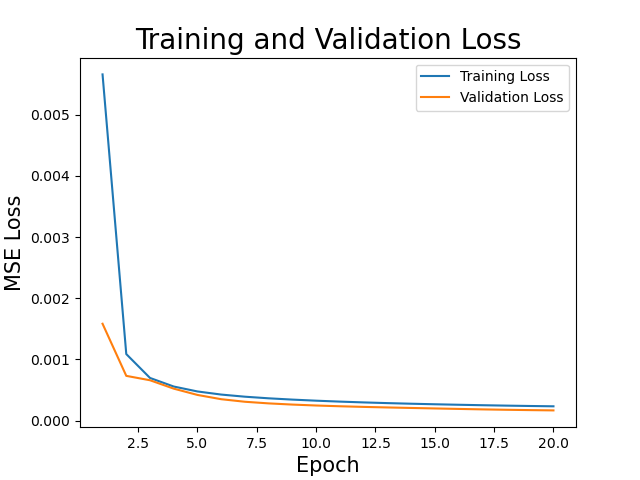 Training and Validation Loss
Training Loss
Validation Loss
MSE Loss
0.005
0.004
0.003
0.002
0.001
0.000
2.5 5.0 7.5 10.0 12.5 15.0 17.5 20.0
Epoch